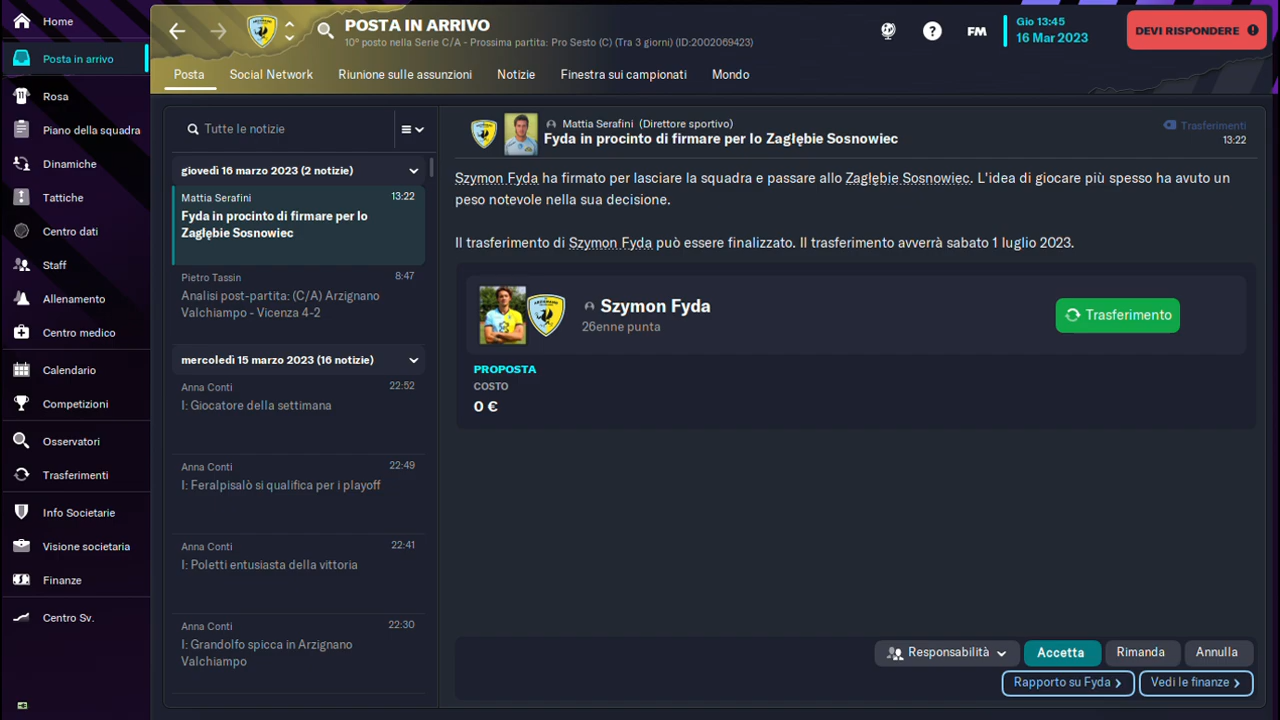 Home
Posta in arrivo
Rosa
Piano della squadra
Dinamiche
Tattiche
Centro dati
Staff
Allenamento
Centro medico
Calendario
Competizioni
Osservatori
Trasferimenti
Info Societarie
Visione societaria
Finanze
Centro Sv.
POSTA IN ARRIVO
10° posto nella Serie C/A - Prossima partita: Pro Sesto (C) (Tra 3 giorni) (ID:2002069423)
?
FM
Gio 13:45
16 Mar 2023
DEVI RISPONDERE
Posta
Social Network
Riunione sulle assunzioni
Notizie
Finestra sui campionati
Mondo
Tutte le notizie
giovedì 16 marzo 2023 (2 notizie)
Mattia Serafini 13:22
Fyda in procinto di firmare per lo
Zagłębie Sosnowiec
Pietro Tassin 8:47
Analisi post-partita: (C/A) Arzignano
Valchiampo - Vicenza 4-2
mercoledì 15 marzo 2023 (16 notizie)
Anna Conti 22:52
I: Giocatore della settimana
Anna Conti 22:49
I: Feralpisalò si qualifica per i playoff
Anna Conti 22:41
I: Poletti entusiasta della vittoria
Anna Conti 22:30
I: Grandolfo spicca in Arzignano
Valchiampo
Mattia Serafini (Direttore sportivo)
Fyda in procinto di firmare per lo Zagłębie Sosnowiec
Trasferimenti
13:22
Szymon Fyda ha firmato per lasciare la squadra e passare allo Zagłębie Sosnowiec. L'idea di giocare più spesso ha avuto un
peso notevole nella sua decisione.
Il trasferimento di Szymon Fyda può essere finalizzato. Il trasferimento avverrà sabato 1 luglio 2023.
Szymon Fyda
26enne punta
Trasferimento
PROPOSTA
COSTO
0 €
Responsabilità
Accetta
Rimanda
Annulla
Rapporto su Fyda
Vedi le finanze